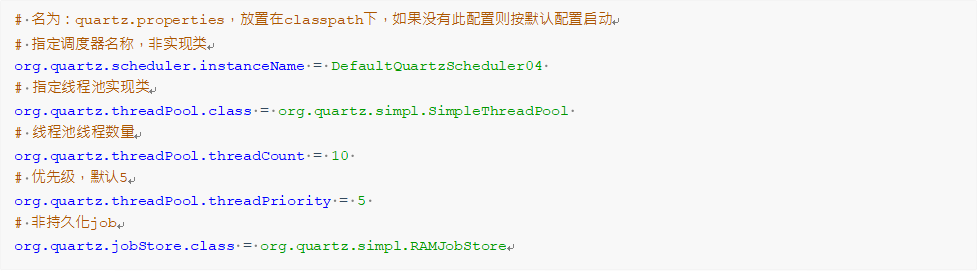 # 名为：quartz.properties，放置在classpath下，如果没有此配置则按默认配置启动
# 指定调度器名称，非实现类
org.quartz.scheduler.instanceName = DefaultQuartzScheduler04
# 指定线程池实现类
org.quartz.threadPool.class = org.quartz.simpl.SimpleThreadPool
# 线程池线程数量
org.quartz.threadPool.threadCount = 10
# 优先级，默认5
org.quartz.threadPool.threadPriority = 5
# 非持久化job
org.quartz.jobStore.class = org.quartz.simpl.RAMJobStore